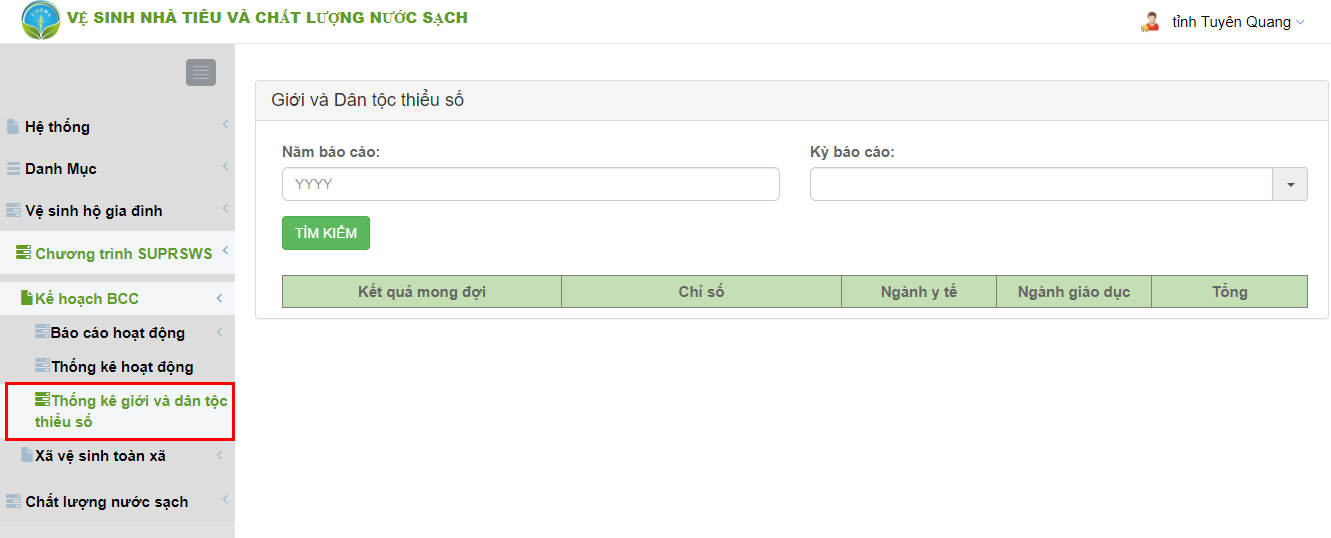 VỆ SINH NHÀ TIÊU VÀ CHẤT LƯỢNG NƯỚC SẠCH
tỉnh Tuyên Quang
Hệ thống
Danh Mục
Vệ sinh hộ gia đình
Chương trình SUPRSWS
Kế hoạch BCC
Báo cáo hoạt động
Thống kê hoạt động
Thống kê giới và dân tộc
thiểu số
Xã vệ sinh toàn xã
Chất lượng nước sạch
Giới và Dân tộc thiểu số
Năm báo cáo:
Kỳ báo cáo:
YYYY
TÌM KIẾM
Kết quả mong đợi
Chỉ số
Ngành y tế
Ngành giáo dục
Tổng